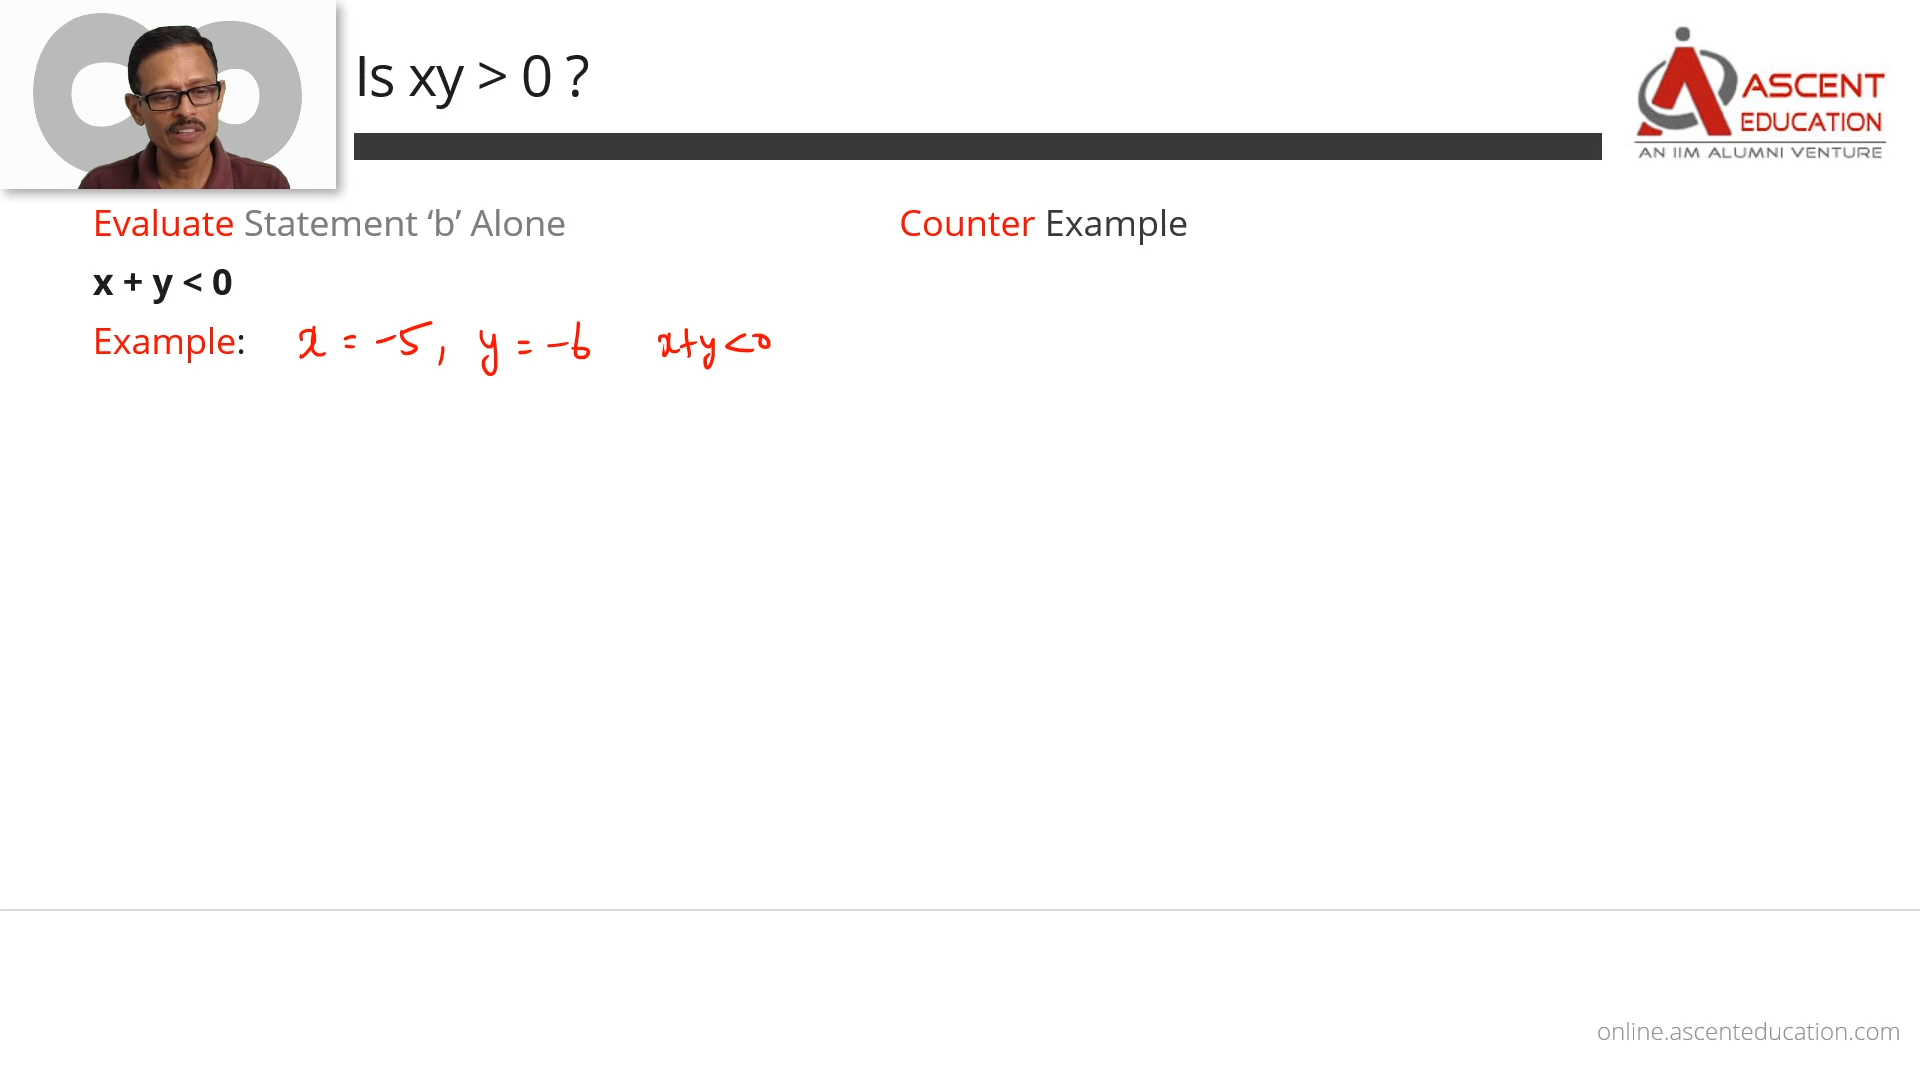 Is xy > 0 ?
ASCENT
EDUCATION
AN IIM ALUMNI VENTURE
Evaluate Statement ‘b’ Alone
x + y < 0
Example: x = -5, y = -6 x+y<0
Counter Example
online.ascenteducation.com